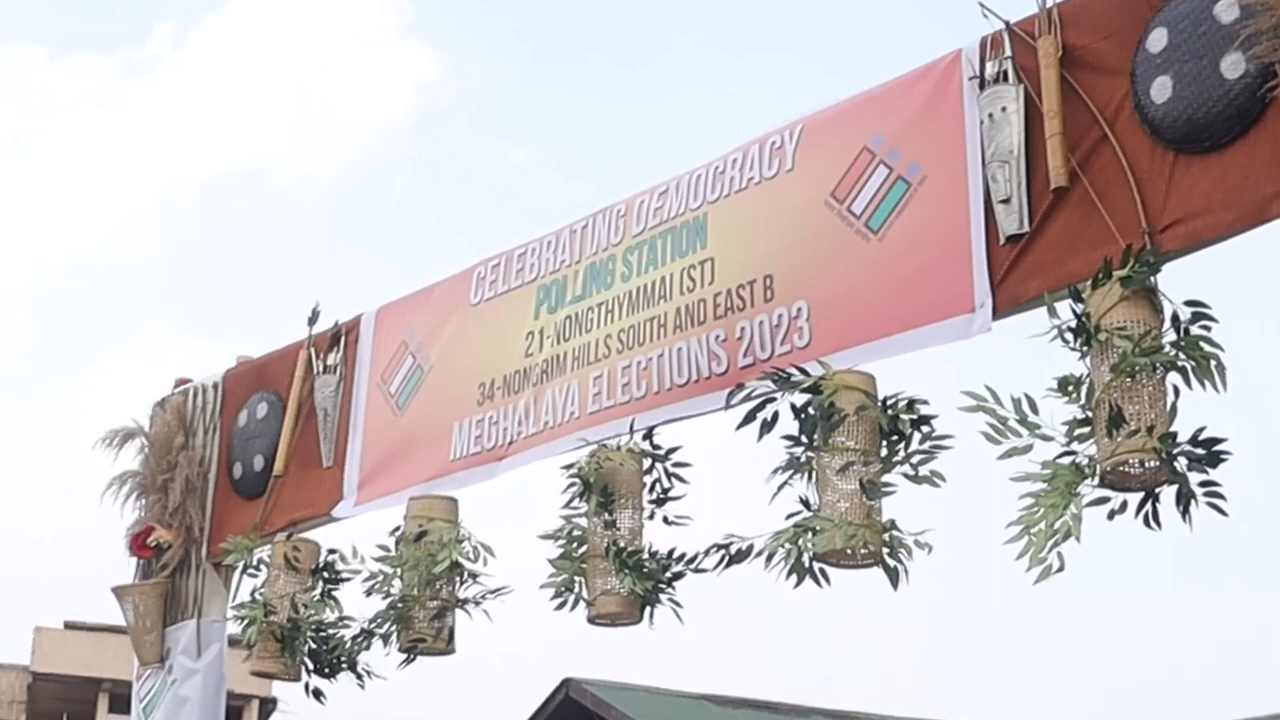 CELEBRATING DEMOCRACY
POLLING STATION
21-NONGTHYMMAI (ST)
34-NONGRIM HILLS SOUTH AND EAST B
MEGHALAYA ELECTIONS 2023